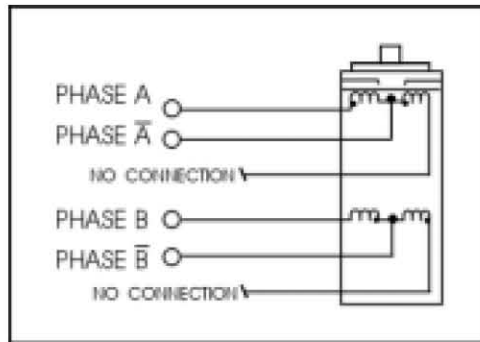 PHASE A
PHASE A̅
NO CONNECTION
PHASE B
PHASE B̅
NO CONNECTION